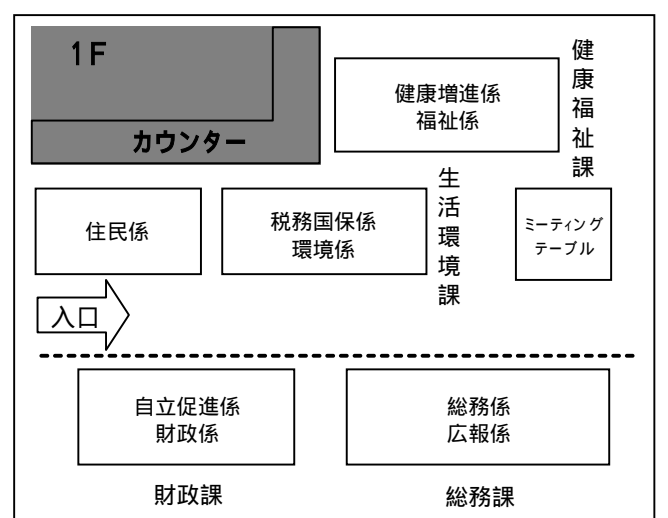 1F
カウンター
健康増進係
福祉係
健康福祉課
住民係
税務国保係
環境係
生活環境課
ミーティング
テーブル
入口
自立促進係
財政係
総務係
広報係
財政課
総務課